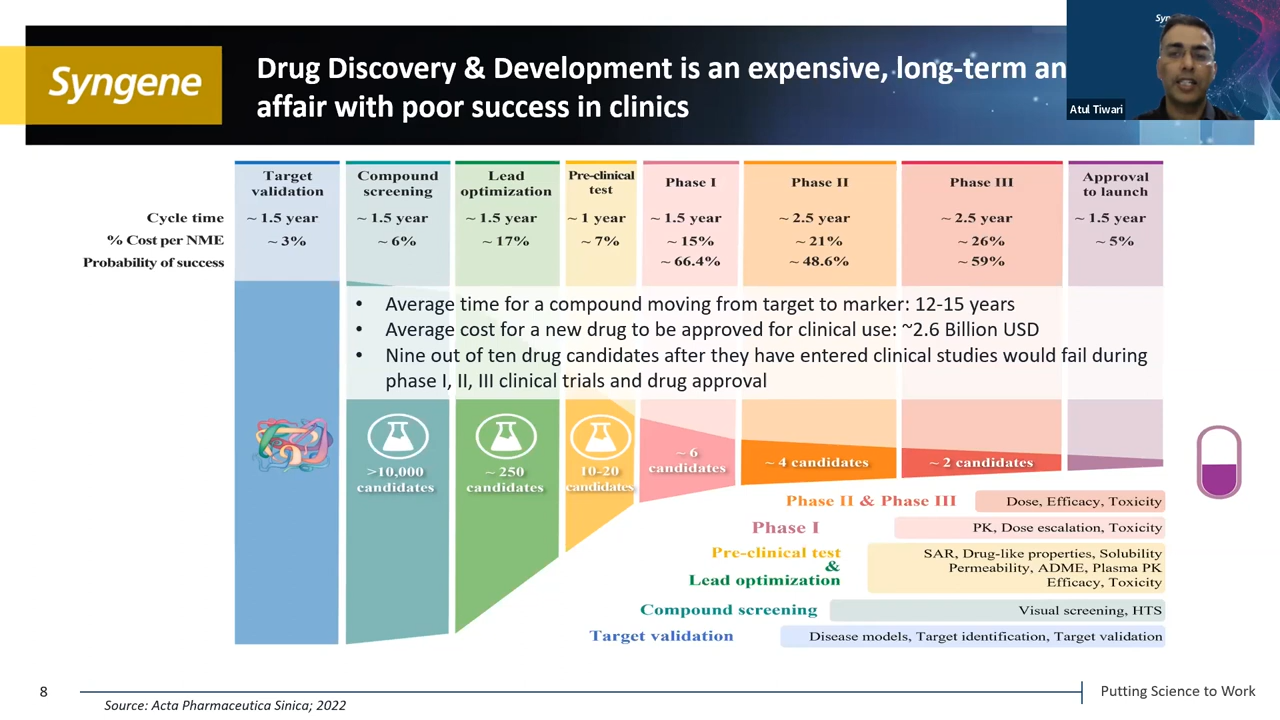 Syngene
Drug Discovery & Development is an expensive, long-term an
affair with poor success in clinics
Atul Tiwari
Target
validation
Compound
screening
Lead
optimization
Pre-clinical
test
Phase I
Phase II
Phase III
Approval
to launch
Cycle time ~ 1.5 year ~ 1.5 year ~ 1.5 year ~ 1 year ~ 1.5 year ~ 2.5 year ~ 2.5 year ~ 1.5 year
% Cost per NME ~ 3% ~ 6% ~ 17% ~ 7% ~ 15% ~ 21% ~ 26% ~ 5%
Probability of success ~ 66.4% ~ 48.6% ~ 59%
• Average time for a compound moving from target to marker: 12-15 years
• Average cost for a new drug to be approved for clinical use: ~2.6 Billion USD
• Nine out of ten drug candidates after they have entered clinical studies would fail during
phase I, II, III clinical trials and drug approval
>10,000
candidates
~ 250
candidates
10-20
candidates
~ 6
candidates
~ 4 candidates
~ 2 candidates
Phase II & Phase III Dose, Efficacy, Toxicity
Phase I PK, Dose escalation, Toxicity
Pre-clinical test
&
Lead optimization
SAR, Drug-like properties, Solubility
Permeability, ADME, Plasma PK
Efficacy, Toxicity
Compound screening Visual screening, HTS
Target validation Disease models, Target identification, Target validation
8
Source: Acta Pharmaceutica Sinica; 2022
Putting Science to Work